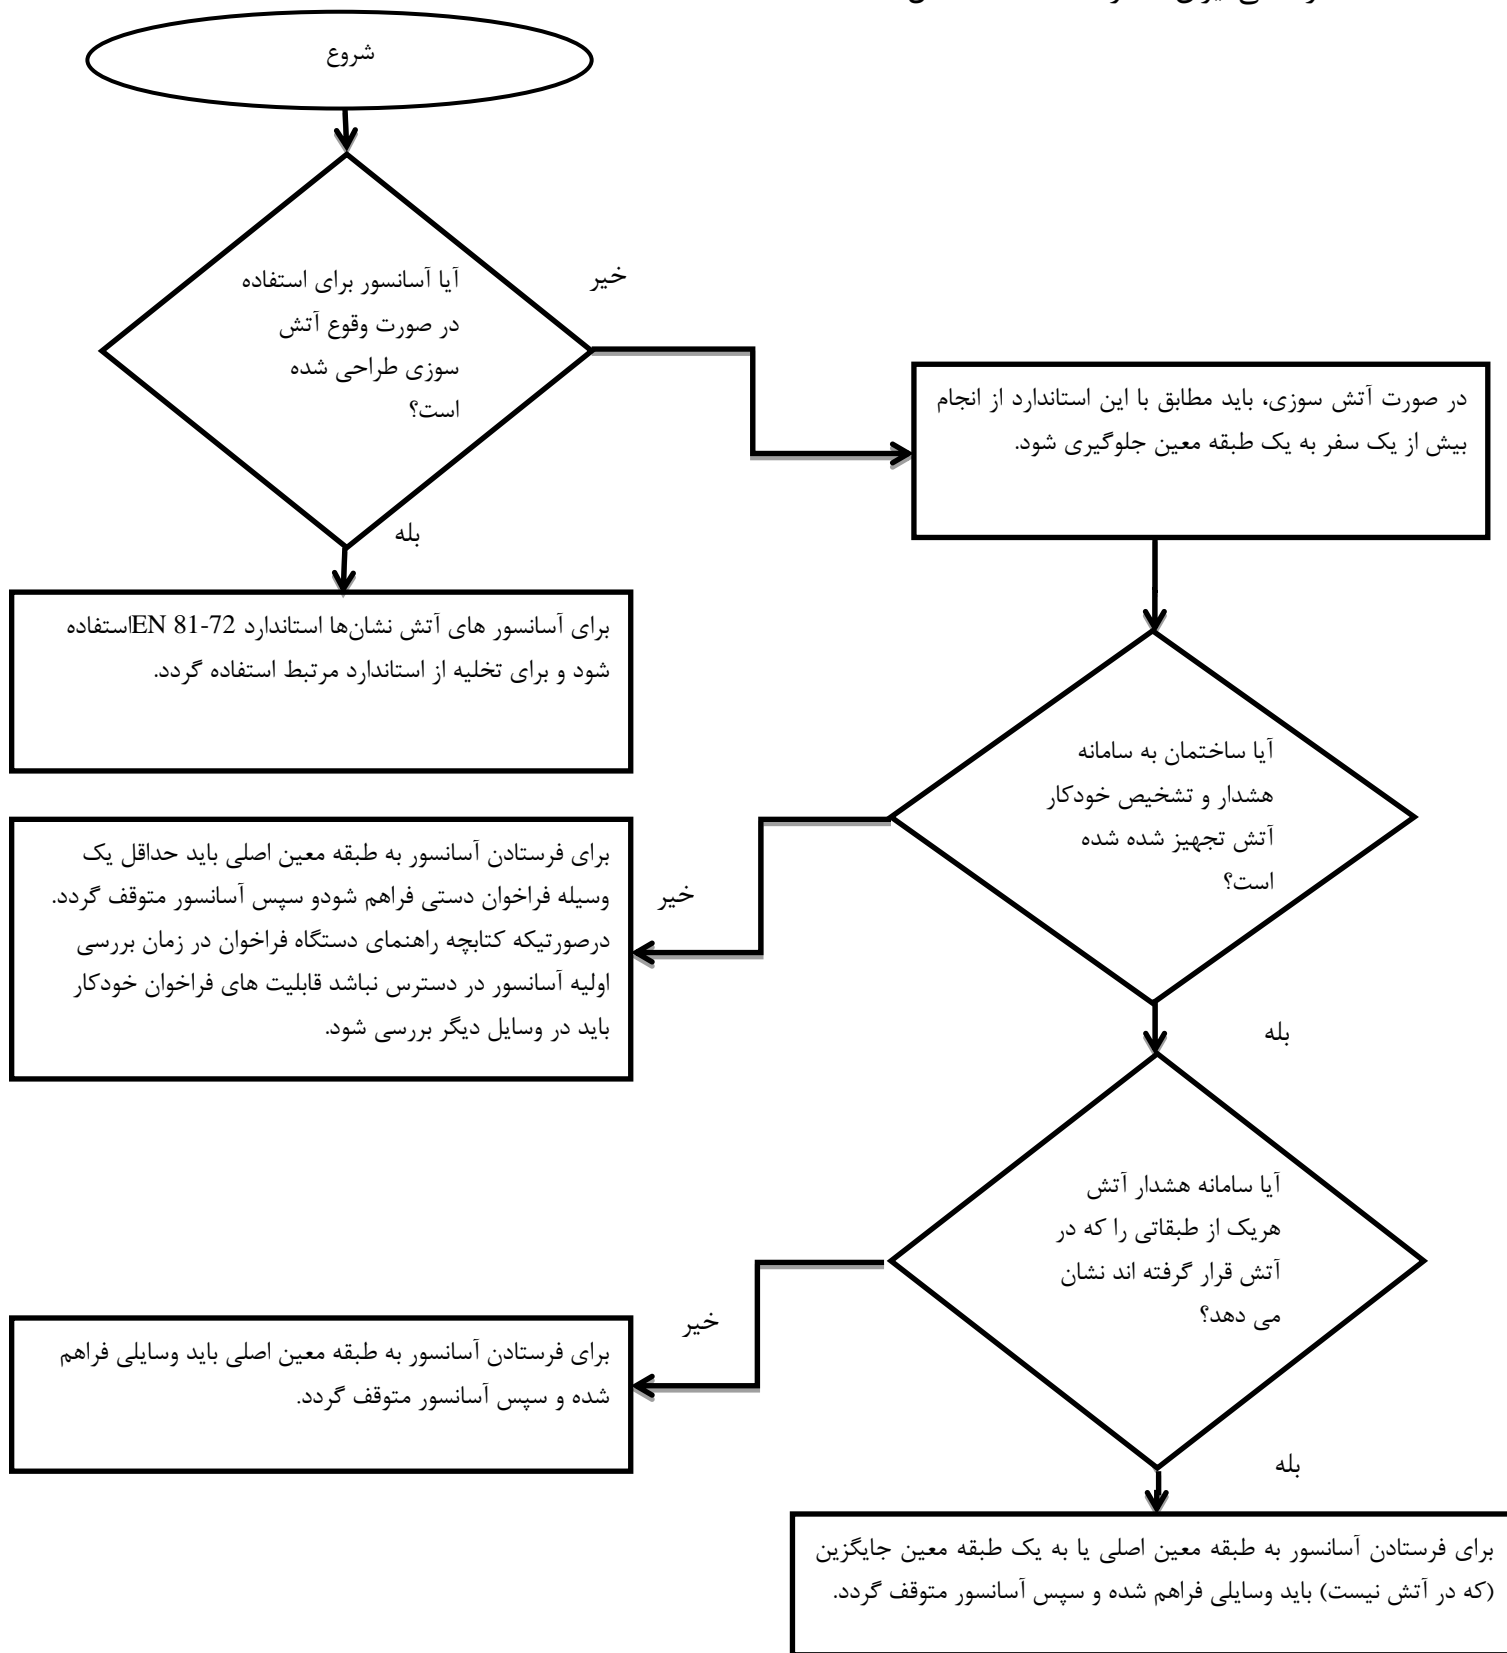 شروع
آیا آسانسور برای استفاده
در صورت وقوع آتش
سوزی طراحی شده
است؟
خیر
در صورت آتش سوزی، باید مطابق با این استاندارد از انجام
بیش از یک سفر به یک طبقه معین جلوگیری شود.
بله
برای آسانسور های آتش نشان‌ها استاندارد EN 81-72استفاده
شود و برای تخلیه از استاندارد مرتبط استفاده گردد.
آیا ساختمان به سامانه
هشدار و تشخیص خودکار
آتش تجهیز شده شده
است؟
خیر
برای فرستادن آسانسور به طبقه معین اصلی باید حداقل یک
وسیله فراخوان دستی فراهم شودو سپس آسانسور متوقف گردد.
درصورتیکه کتابچه راهنمای دستگاه فراخوان در زمان بررسی
اولیه آسانسور در دسترس نباشد قابلیت های فراخوان خودکار
باید در وسایل دیگر بررسی شود.
بله
آیا سامانه هشدار آتش
هریک از طبقاتی را که در
آتش قرار گرفته اند نشان
می دهد؟
خیر
برای فرستادن آسانسور به طبقه معین اصلی باید وسایلی فراهم
شده و سپس آسانسور متوقف گردد.
بله
برای فرستادن آسانسور به طبقه معین اصلی یا به یک طبقه معین جایگزین
(که در آتش نیست) باید وسایلی فراهم شده و سپس آسانسور متوقف گردد.